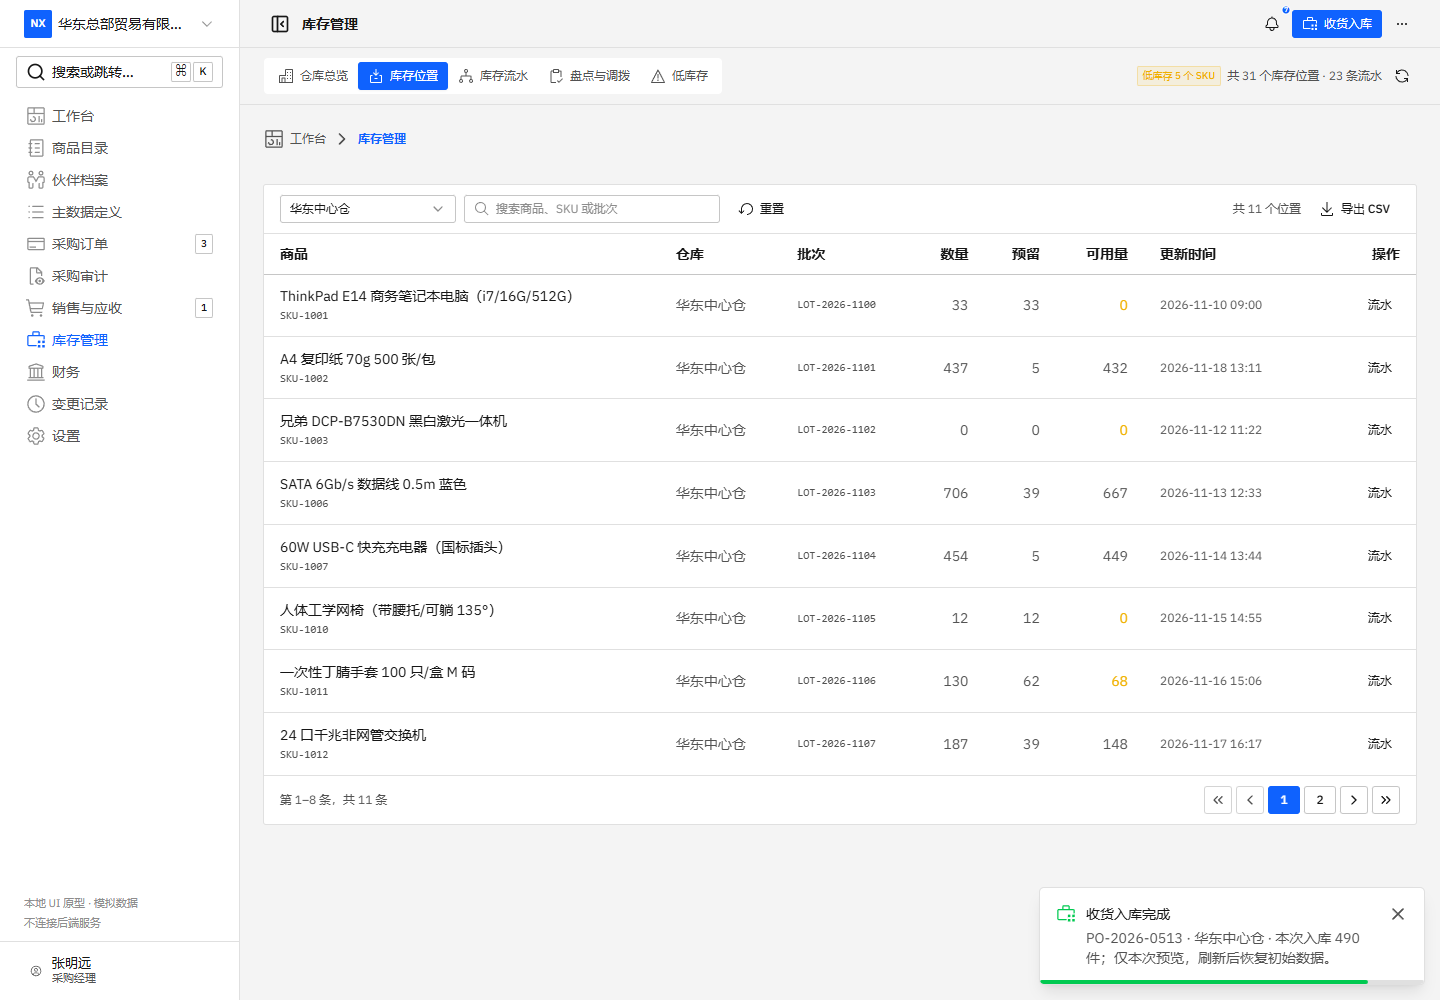 NX 华东总部贸易有限...
搜索或跳转... ⌘ K
工作台
商品目录
伙伴档案
主数据定义
采购订单 3
采购审计
销售与应收 1
库存管理
财务
变更记录
设置
本地 UI 原型 · 模拟数据
不连接后端服务
张明远
采购经理
库存管理
收货入库
仓库总览 库存位置 库存流水 盘点与调拨 低库存
低库存 5 个 SKU 共 31 个库存位置 · 23 条流水
工作台 库存管理
华东中心仓 搜索商品、SKU 或批次 重置 共 11 个位置 导出 CSV
商品 仓库 批次 数量 预留 可用量 更新时间 操作
ThinkPad E14 商务笔记本电脑（i7/16G/512G）
SKU-1001
华东中心仓 LOT-2026-1100 33 33 0 2026-11-10 09:00 流水
A4 复印纸 70g 500 张/包
SKU-1002
华东中心仓 LOT-2026-1101 437 5 432 2026-11-18 13:11 流水
兄弟 DCP-B7530DN 黑白激光一体机
SKU-1003
华东中心仓 LOT-2026-1102 0 0 0 2026-11-12 11:22 流水
SATA 6Gb/s 数据线 0.5m 蓝色
SKU-1006
华东中心仓 LOT-2026-1103 706 39 667 2026-11-13 12:33 流水
60W USB-C 快充充电器（国标插头）
SKU-1007
华东中心仓 LOT-2026-1104 454 5 449 2026-11-14 13:44 流水
人体工学网椅（带腰托/可躺 135°）
SKU-1010
华东中心仓 LOT-2026-1105 12 12 0 2026-11-15 14:55 流水
一次性丁腈手套 100 只/盒 M 码
SKU-1011
华东中心仓 LOT-2026-1106 130 62 68 2026-11-16 15:06 流水
24 口千兆非网管交换机
SKU-1012
华东中心仓 LOT-2026-1107 187 39 148 2026-11-17 16:17 流水
第 1–8 条，共 11 条 1 2
收货入库完成
PO-2026-0513 · 华东中心仓 · 本次入库 490
件；仅本次预览，刷新后恢复初始数据。